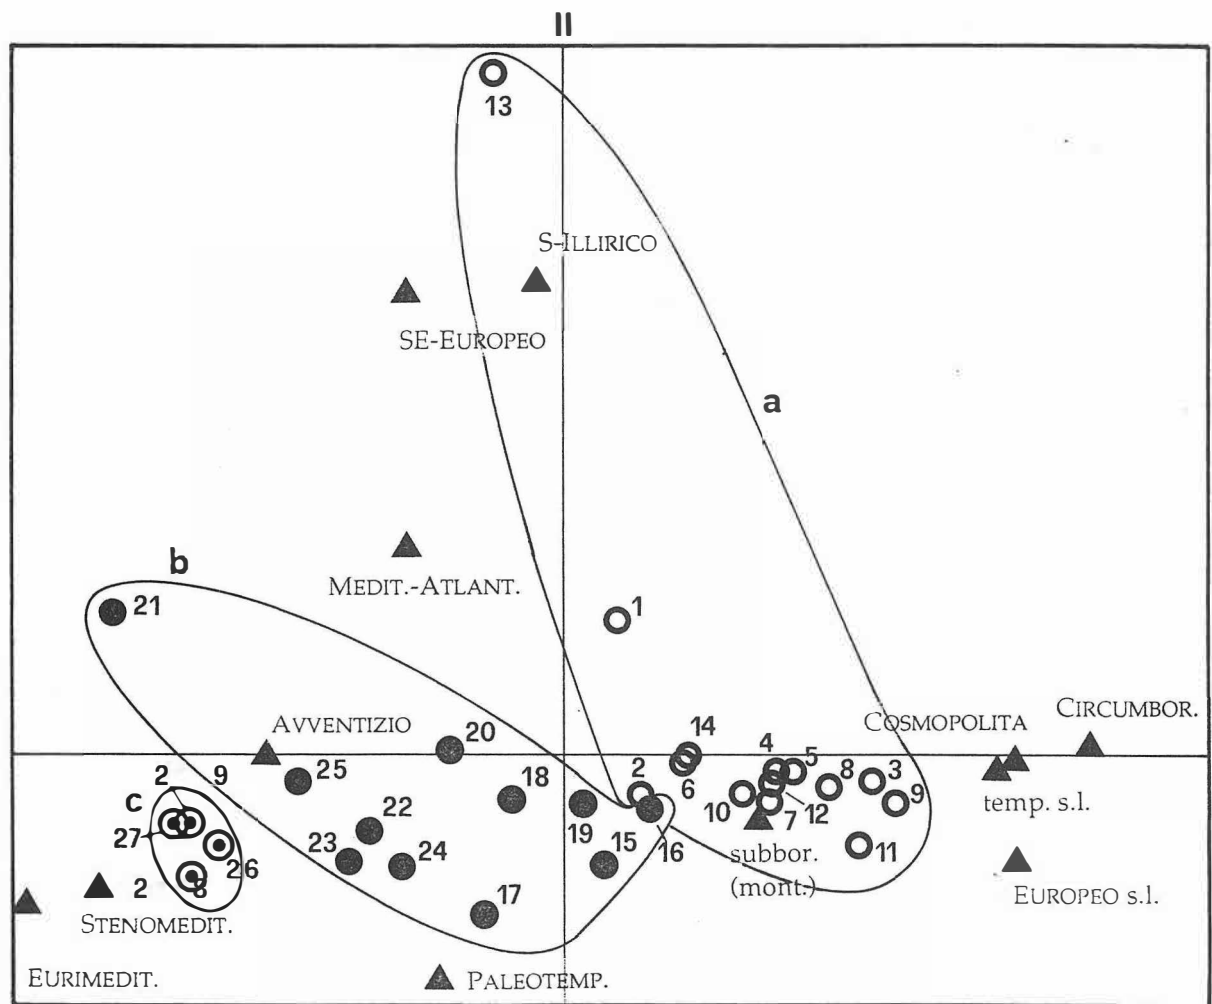 II
13
S-ILLIRICO
SE-EUROPEO
a
MEDIT.-ATLANT.
b
21
1
AVVENTIZIO
20
14
COSMOPOLITA
CIRCUMBOR.
4
5
2
9
25
18
2
6
8
3
temp. s.l.
c
27
22
19
10
12
7
9
23
24
15
16
11
26
subbor.
(mont.)
2
8
17
EUROPEO s.l.
STENOMEDIT.
EURIMEDIT.
PALEOTEMP.